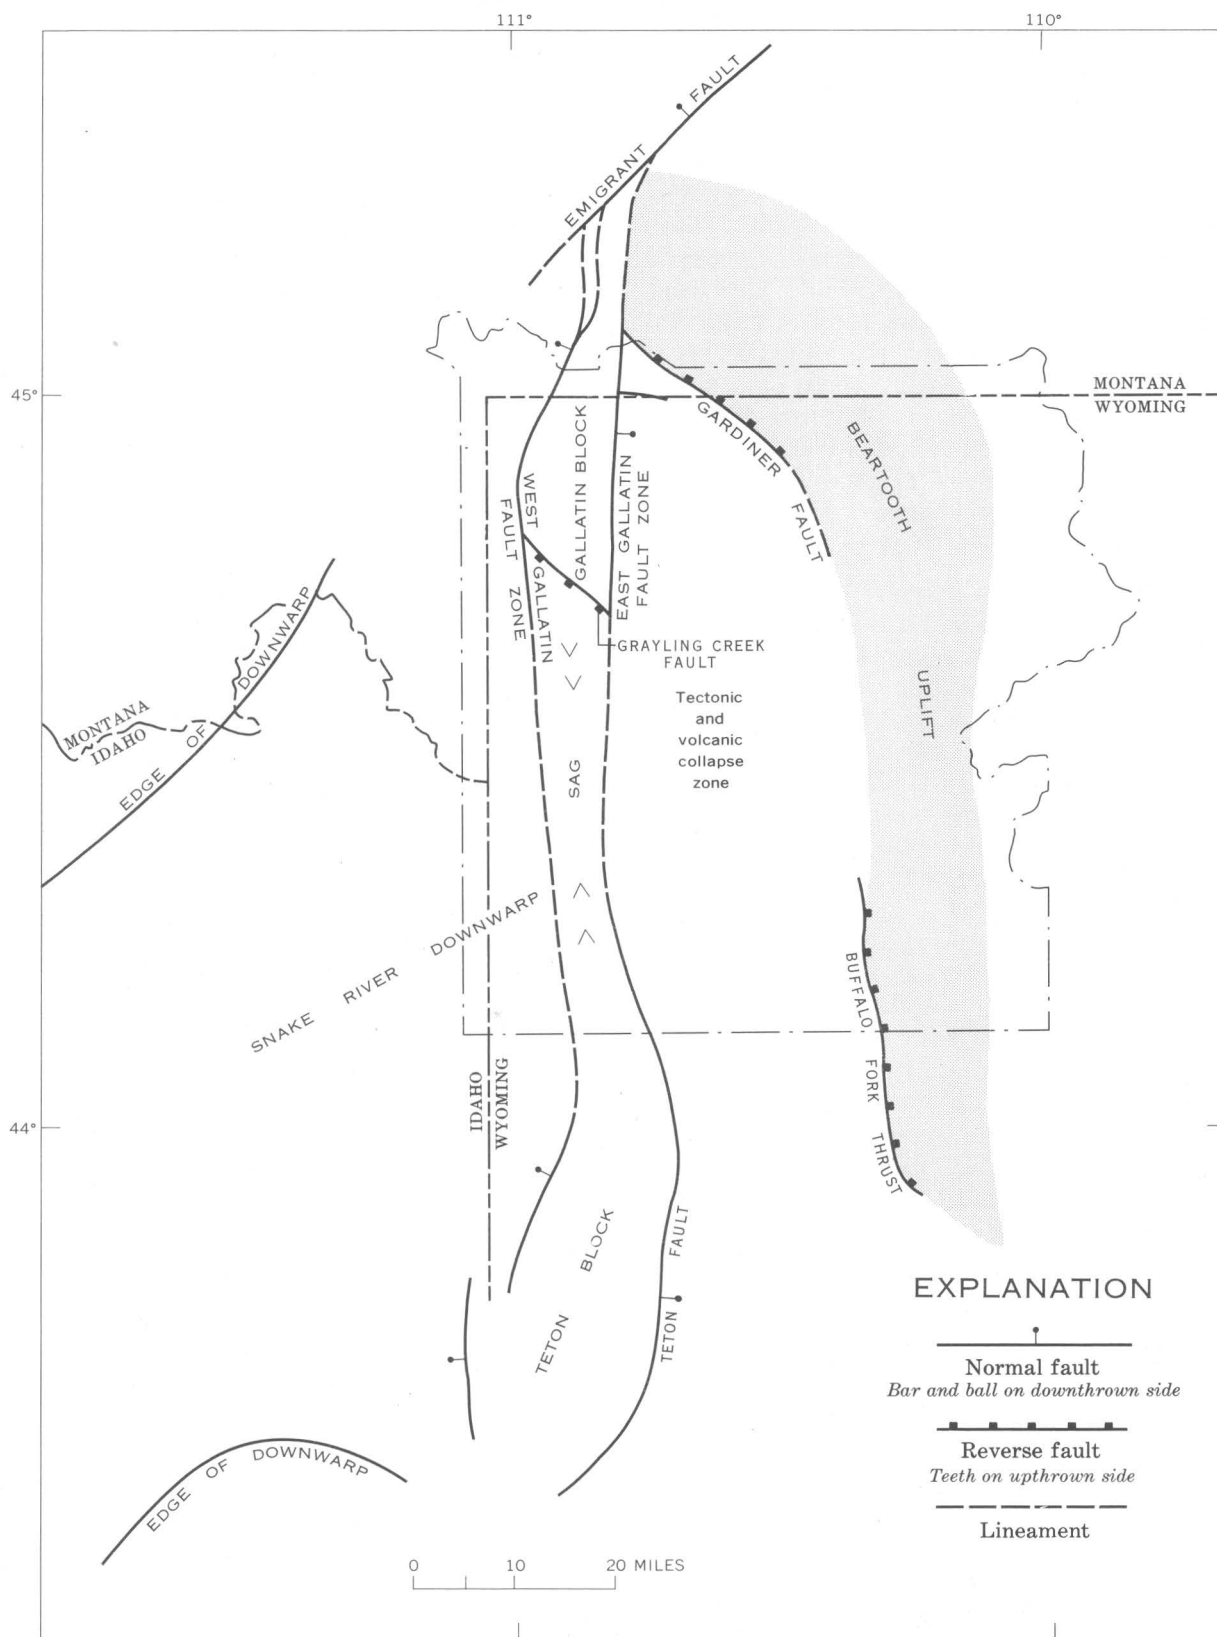 111°
110°
EMIGRANT FAULT
45°
MONTANA
WYOMING
GARDINER FAULT
BEARTOOTH UPLIFT
GALLATIN BLOCK
WEST GALLATIN
FAULT ZONE
EAST GALLATIN
FAULT ZONE
GRAYLING CREEK
FAULT
Tectonic
and
volcanic
collapse
zone
SAG
EDGE OF DOWNWARP
MONTANA
IDAHO
SNAKE RIVER DOWNWARP
BUFFALO FORK THRUST
IDAHO
WYOMING
44°
TETON BLOCK
TETON FAULT
EDGE OF DOWNWARP
EXPLANATION
Normal fault
Bar and ball on downthrown side
Reverse fault
Teeth on upthrown side
Lineament
0 10 20 MILES